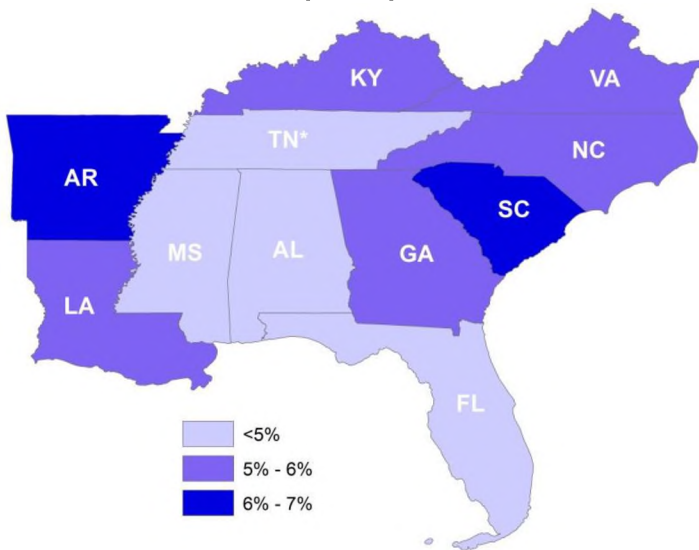 KY
VA
TN*
NC
AR
SC
MS
AL
GA
LA
FL
<5%
5% - 6%
6% - 7%